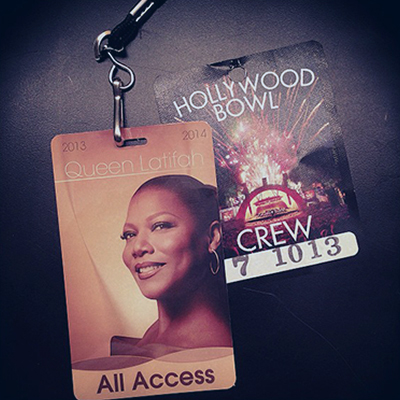 2013 2014
Queen Latifah
All Access
HOLLYWOOD
BOWL
CREW
7 1013